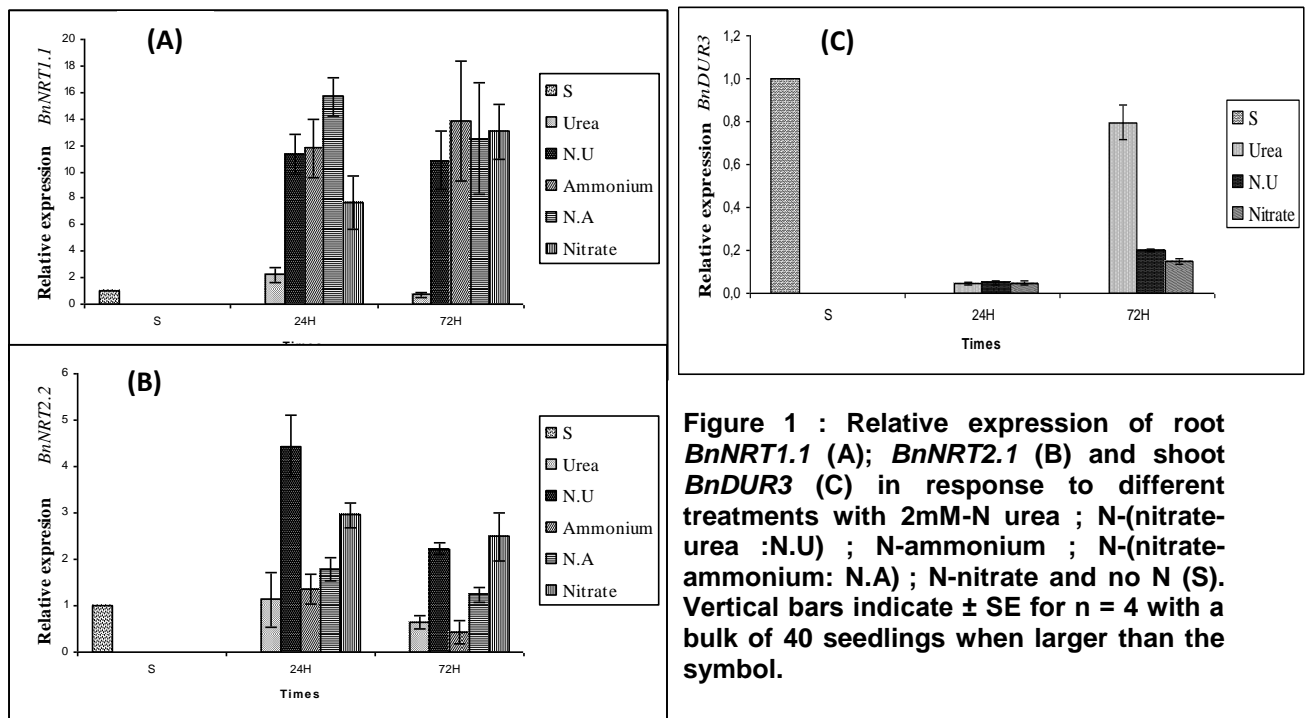 (A)
Relative expression BnNRT1.1
20
18
16
14
12
10
8
6
4
2
0
S 24H 72H
Times
S
Urea
N.U
Ammonium
N.A
Nitrate
(B)
Relative expresion BnNRT2.2
6
5
4
3
2
1
0
S 24H 72H
Times
S
Urea
N.U
Ammonium
N.A
Nitrate
(C)
Relative expression BnDUR3
1,2
1,0
0,8
0,6
0,4
0,2
0,0
S 24H 72H
Times
S
Urea
N.U
Nitrate
Figure 1 : Relative expression of root
BnNRT1.1 (A); BnNRT2.1 (B) and shoot
BnDUR3 (C) in response to different
treatments with 2mM-N urea ; N-(nitrate-
urea :N.U) ; N-ammonium ; N-(nitrate-
ammonium: N.A) ; N-nitrate and no N (S).
Vertical bars indicate ± SE for n = 4 with a
bulk of 40 seedlings when larger than the
symbol.